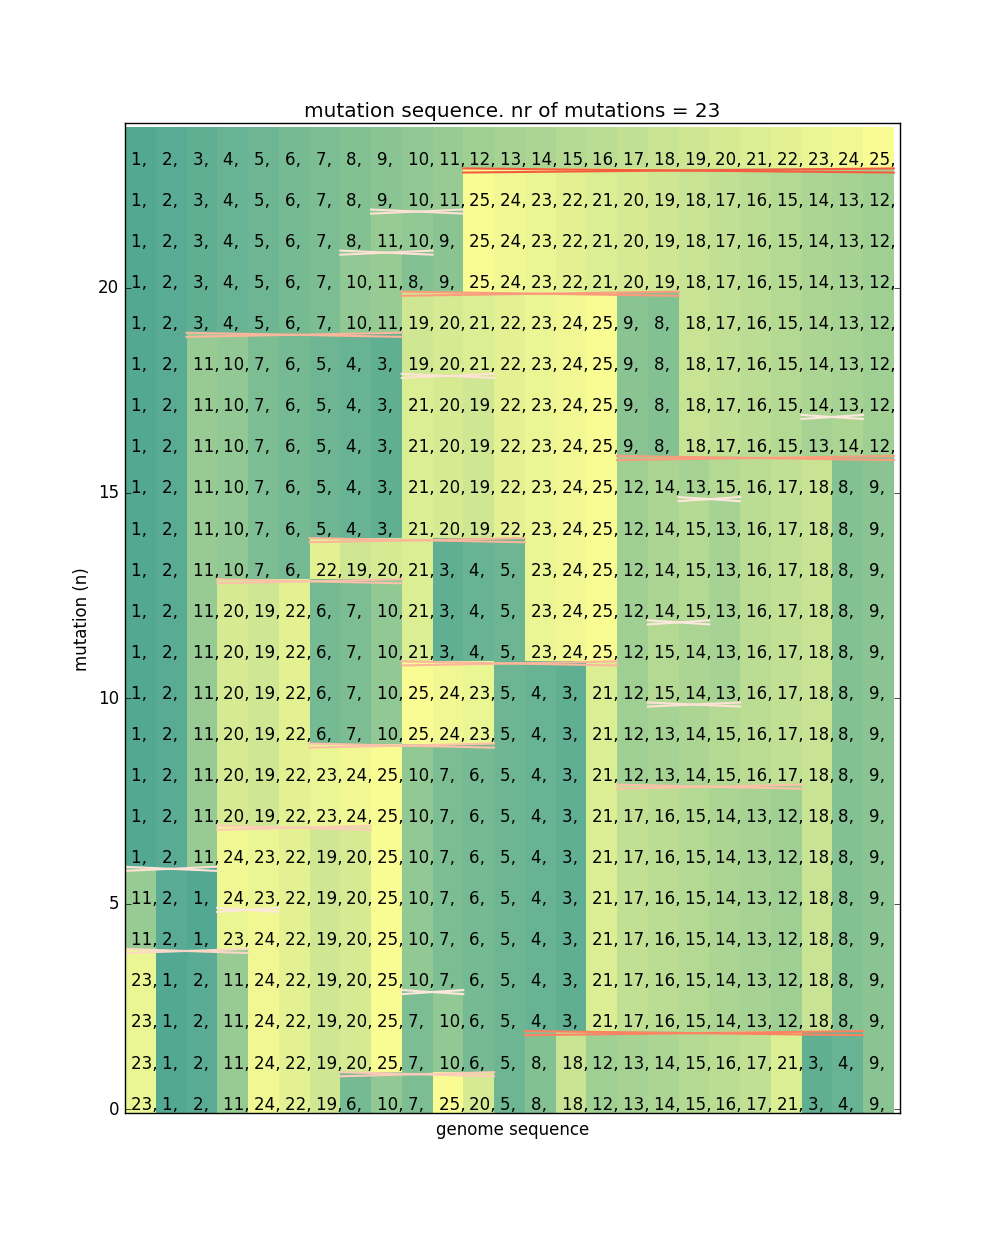 mutation sequence. nr of mutations = 23
1, 2, 3, 4, 5, 6, 7, 8, 9, 10, 11, 12, 13, 14, 15, 16, 17, 18, 19, 20, 21, 22, 23, 24, 25,
1, 2, 3, 4, 5, 6, 7, 8, 9, 10, 11, 25, 24, 23, 22, 21, 20, 19, 18, 17, 16, 15, 14, 13, 12,
1, 2, 3, 4, 5, 6, 7, 8, 11, 10, 9, 25, 24, 23, 22, 21, 20, 19, 18, 17, 16, 15, 14, 13, 12,
20 1, 2, 3, 4, 5, 6, 7, 10, 11, 8, 9, 25, 24, 23, 22, 21, 20, 19, 18, 17, 16, 15, 14, 13, 12,
1, 2, 3, 4, 5, 6, 7, 10, 11, 19, 20, 21, 22, 23, 24, 25, 9, 8, 18, 17, 16, 15, 14, 13, 12,
1, 2, 11, 10, 7, 6, 5, 4, 3, 19, 20, 21, 22, 23, 24, 25, 9, 8, 18, 17, 16, 15, 14, 13, 12,
1, 2, 11, 10, 7, 6, 5, 4, 3, 21, 20, 19, 22, 23, 24, 25, 9, 8, 18, 17, 16, 15, 14, 13, 12,
1, 2, 11, 10, 7, 6, 5, 4, 3, 21, 20, 19, 22, 23, 24, 25, 9, 8, 18, 17, 16, 15, 13, 14, 12,
15 1, 2, 11, 10, 7, 6, 5, 4, 3, 21, 20, 19, 22, 23, 24, 25, 12, 14, 13, 15, 16, 17, 18, 8, 9,
1, 2, 11, 10, 7, 6, 5, 4, 3, 21, 20, 19, 22, 23, 24, 25, 12, 14, 15, 13, 16, 17, 18, 8, 9,
1, 2, 11, 10, 7, 6, 22, 19, 20, 21, 3, 4, 5, 23, 24, 25, 12, 14, 15, 13, 16, 17, 18, 8, 9,
1, 2, 11, 20, 19, 22, 6, 7, 10, 21, 3, 4, 5, 23, 24, 25, 12, 14, 15, 13, 16, 17, 18, 8, 9,
1, 2, 11, 20, 19, 22, 6, 7, 10, 21, 3, 4, 5, 23, 24, 25, 12, 15, 14, 13, 16, 17, 18, 8, 9,
10 1, 2, 11, 20, 19, 22, 6, 7, 10, 25, 24, 23, 5, 4, 3, 21, 12, 15, 14, 13, 16, 17, 18, 8, 9,
1, 2, 11, 20, 19, 22, 6, 7, 10, 25, 24, 23, 5, 4, 3, 21, 12, 13, 14, 15, 16, 17, 18, 8, 9,
1, 2, 11, 20, 19, 22, 23, 24, 25, 10, 7, 6, 5, 4, 3, 21, 12, 13, 14, 15, 16, 17, 18, 8, 9,
1, 2, 11, 20, 19, 22, 23, 24, 25, 10, 7, 6, 5, 4, 3, 21, 17, 16, 15, 14, 13, 12, 18, 8, 9,
1, 2, 11, 24, 23, 22, 19, 20, 25, 10, 7, 6, 5, 4, 3, 21, 17, 16, 15, 14, 13, 12, 18, 8, 9,
5 11, 2, 1, 24, 23, 22, 19, 20, 25, 10, 7, 6, 5, 4, 3, 21, 17, 16, 15, 14, 13, 12, 18, 8, 9,
11, 2, 1, 23, 24, 22, 19, 20, 25, 10, 7, 6, 5, 4, 3, 21, 17, 16, 15, 14, 13, 12, 18, 8, 9,
23, 1, 2, 11, 24, 22, 19, 20, 25, 10, 7, 6, 5, 4, 3, 21, 17, 16, 15, 14, 13, 12, 18, 8, 9,
23, 1, 2, 11, 24, 22, 19, 20, 25, 7, 10, 6, 5, 4, 3, 21, 17, 16, 15, 14, 13, 12, 18, 8, 9,
23, 1, 2, 11, 24, 22, 19, 20, 25, 7, 10, 6, 5, 8, 18, 12, 13, 14, 15, 16, 17, 21, 3, 4, 9,
0 23, 1, 2, 11, 24, 22, 19, 6, 10, 7, 25, 20, 5, 8, 18, 12, 13, 14, 15, 16, 17, 21, 3, 4, 9,
mutation (n)
genome sequence